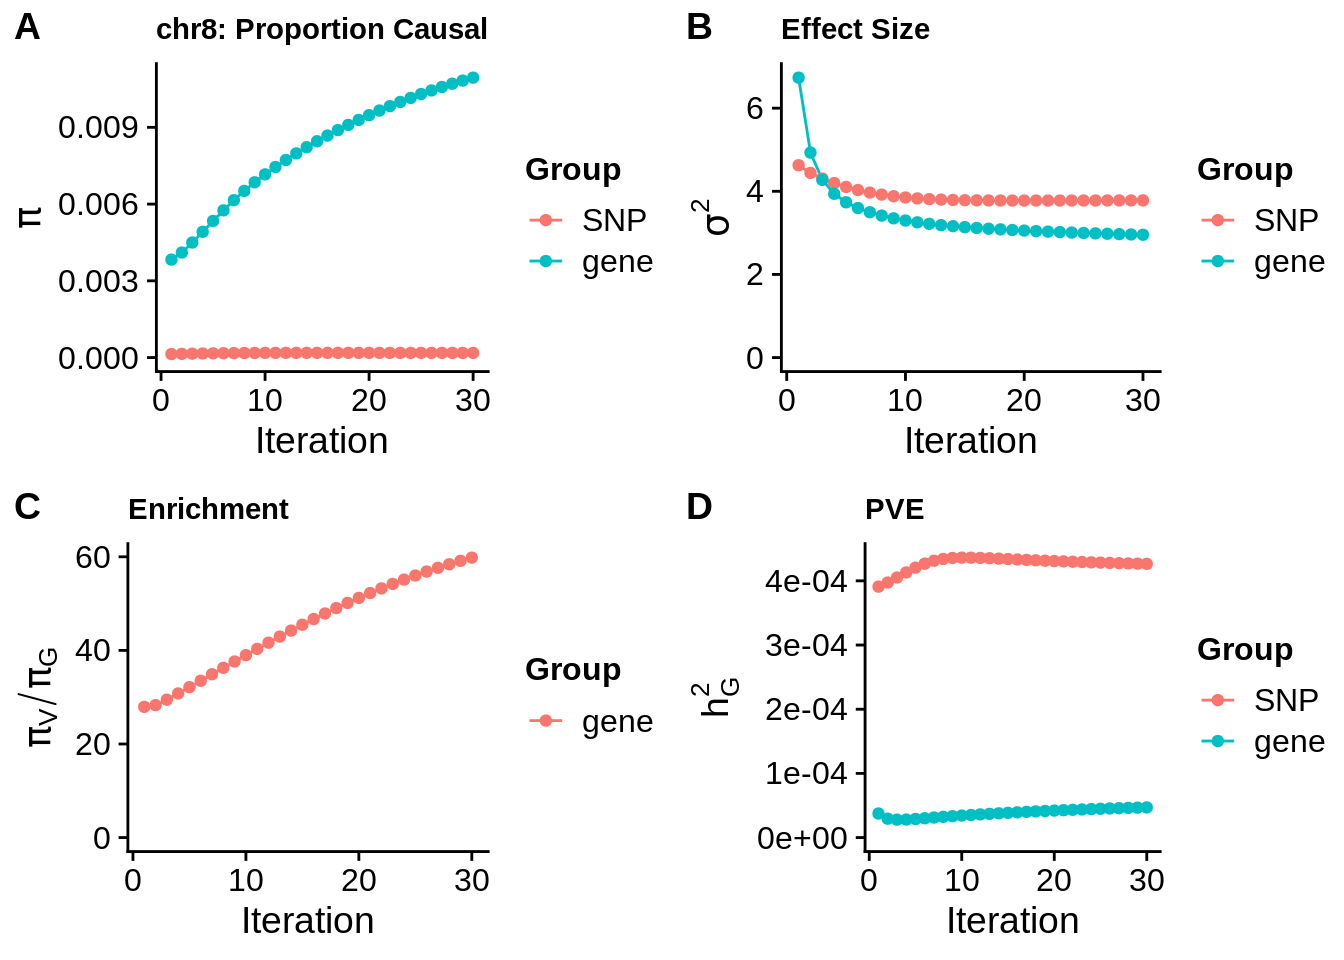 A
chr8: Proportion Causal
π
0.009
0.006
0.003
0.000
0 10 20 30
Iteration
Group
SNP
gene
B
Effect Size
σ²
6
4
2
0
0 10 20 30
Iteration
Group
SNP
gene
C
Enrichment
π_V/π_G
60
40
20
0
0 10 20 30
Iteration
Group
gene
D
PVE
h²_G
4e-04
3e-04
2e-04
1e-04
0e+00
0 10 20 30
Iteration
Group
SNP
gene